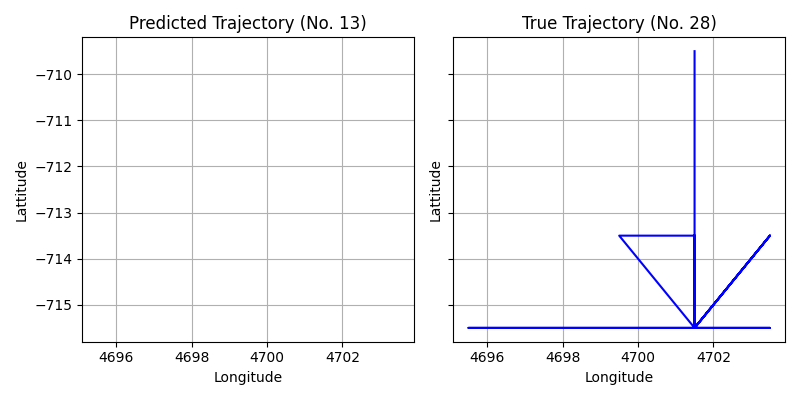 Predicted Trajectory (No. 13)
True Trajectory (No. 28)
−710
−711
−712
−713
−714
−715
Lattitude
Lattitude
4696 4698 4700 4702
4696 4698 4700 4702
Longitude
Longitude